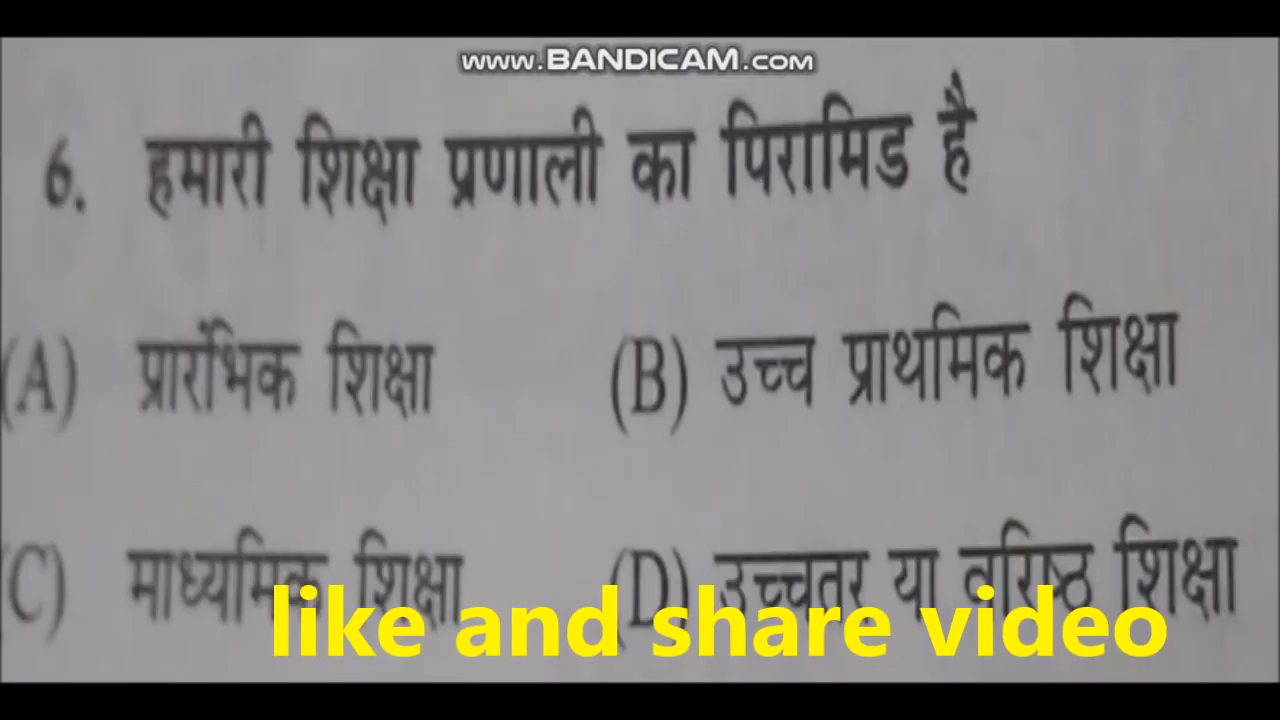 www.BANDICAM.com
6. हमारी शिक्षा प्रणाली का पिरामिड है
(A) प्रारंभिक शिक्षा (B) उच्च प्राथमिक शिक्षा
(C) माध्यमिक शिक्षा (D) उच्चतर या वरिष्ठ शिक्षा
like and share video